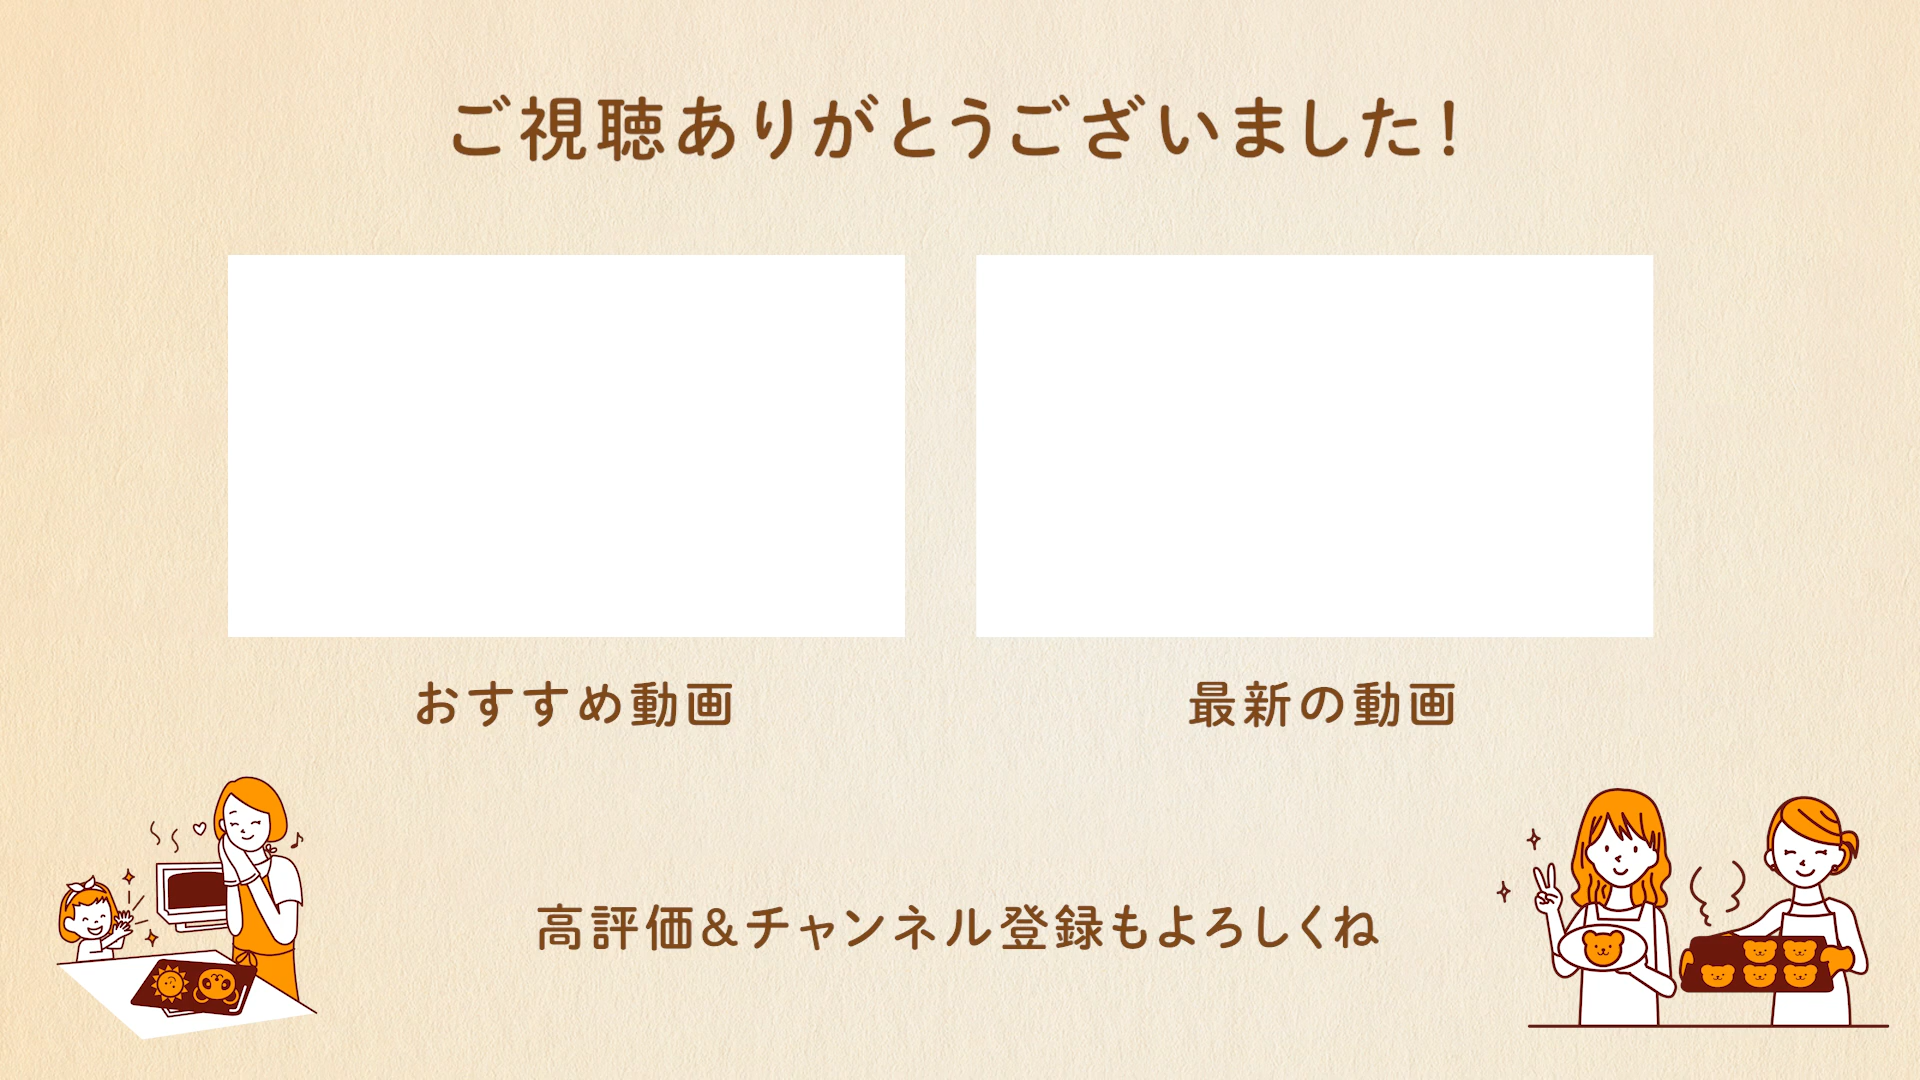 ご視聴ありがとうございました!
おすすめ動画
最新の動画
高評価&チャンネル登録もよろしくね